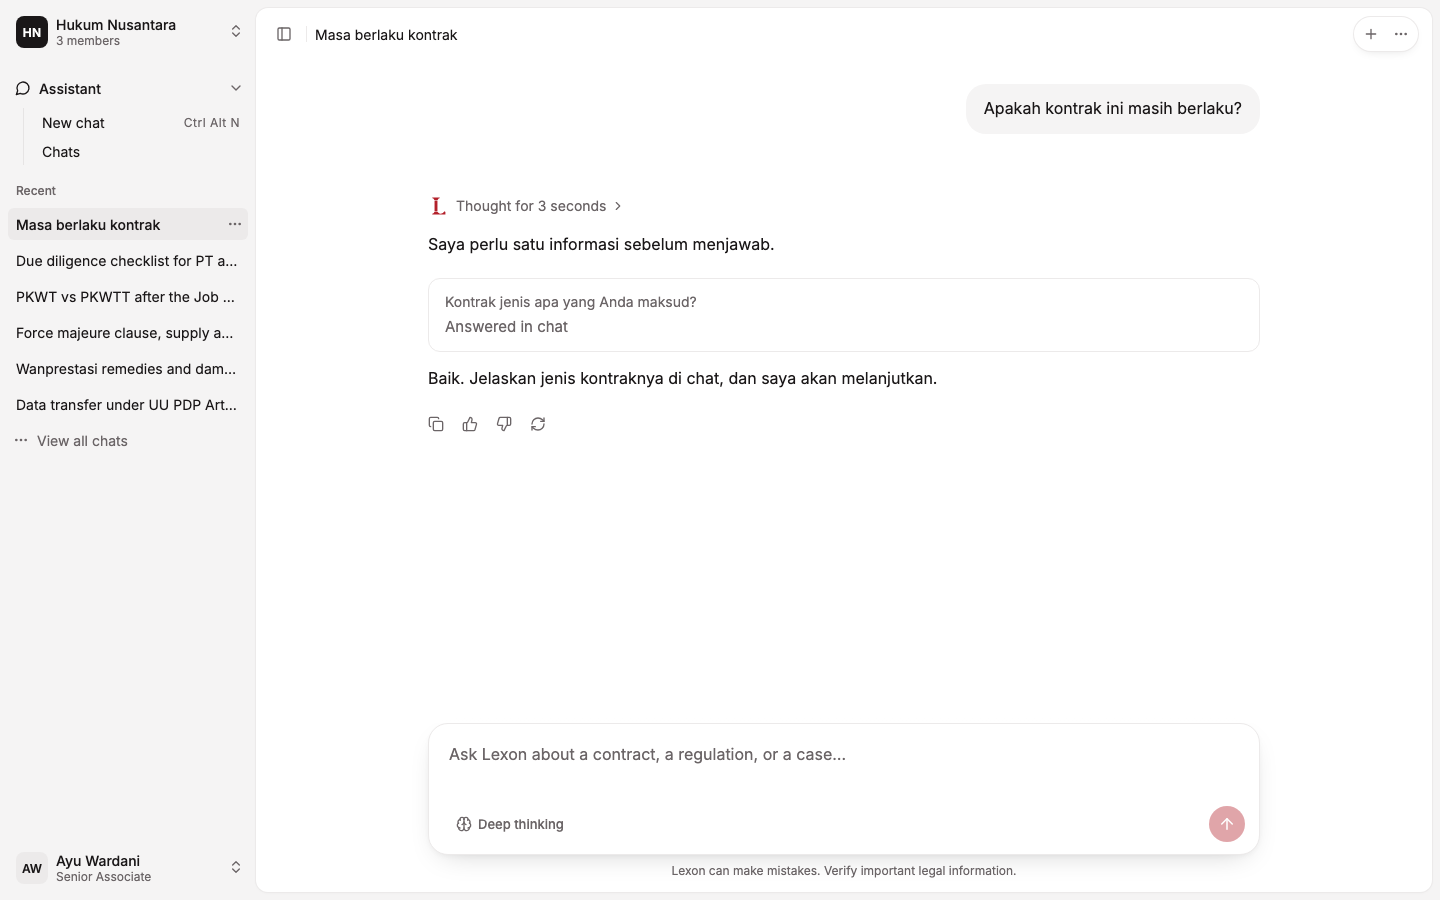 HN
Hukum Nusantara
3 members
Assistant
New chat
Ctrl Alt N
Chats
Recent
Masa berlaku kontrak
Due diligence checklist for PT a...
PKWT vs PKWTT after the Job ...
Force majeure clause, supply a...
Wanprestasi remedies and dam...
Data transfer under UU PDP Art...
View all chats
AW
Ayu Wardani
Senior Associate
Masa berlaku kontrak
Apakah kontrak ini masih berlaku?
L Thought for 3 seconds
Saya perlu satu informasi sebelum menjawab.
Kontrak jenis apa yang Anda maksud?
Answered in chat
Baik. Jelaskan jenis kontraknya di chat, dan saya akan melanjutkan.
Ask Lexon about a contract, a regulation, or a case...
Deep thinking
Lexon can make mistakes. Verify important legal information.